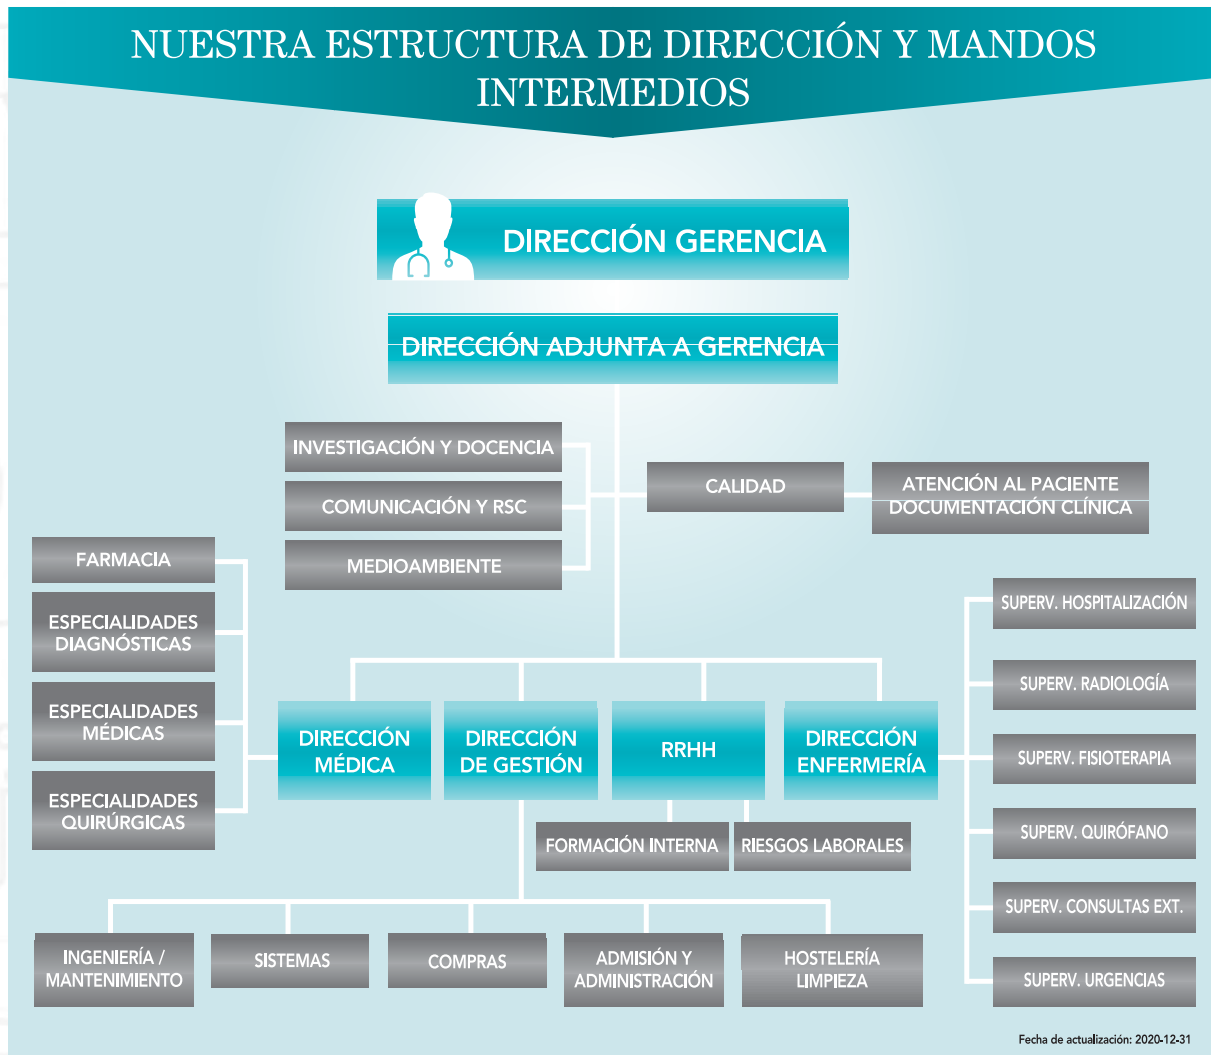 NUESTRA ESTRUCTURA DE DIRECCIÓN Y MANDOS
INTERMEDIOS
DIRECCIÓN GERENCIA
DIRECCIÓN ADJUNTA A GERENCIA
INVESTIGACIÓN Y DOCENCIA
COMUNICACIÓN Y RSC
MEDIOAMBIENTE
CALIDAD
ATENCIÓN AL PACIENTE
DOCUMENTACIÓN CLÍNICA
FARMACIA
ESPECIALIDADES
DIAGNÓSTICAS
ESPECIALIDADES
MÉDICAS
ESPECIALIDADES
QUIRÚRGICAS
DIRECCIÓN
MÉDICA
DIRECCIÓN
DE GESTIÓN
RRHH
DIRECCIÓN
ENFERMERÍA
SUPERV. HOSPITALIZACIÓN
SUPERV. RADIOLOGÍA
SUPERV. FISIOTERAPIA
SUPERV. QUIRÓFANO
SUPERV. CONSULTAS EXT.
SUPERV. URGENCIAS
FORMACIÓN INTERNA
RIESGOS LABORALES
INGENIERÍA /
MANTENIMIENTO
SISTEMAS
COMPRAS
ADMISIÓN Y
ADMINISTRACIÓN
HOSTELERÍA
LIMPIEZA
Fecha de actualización: 2020-12-31